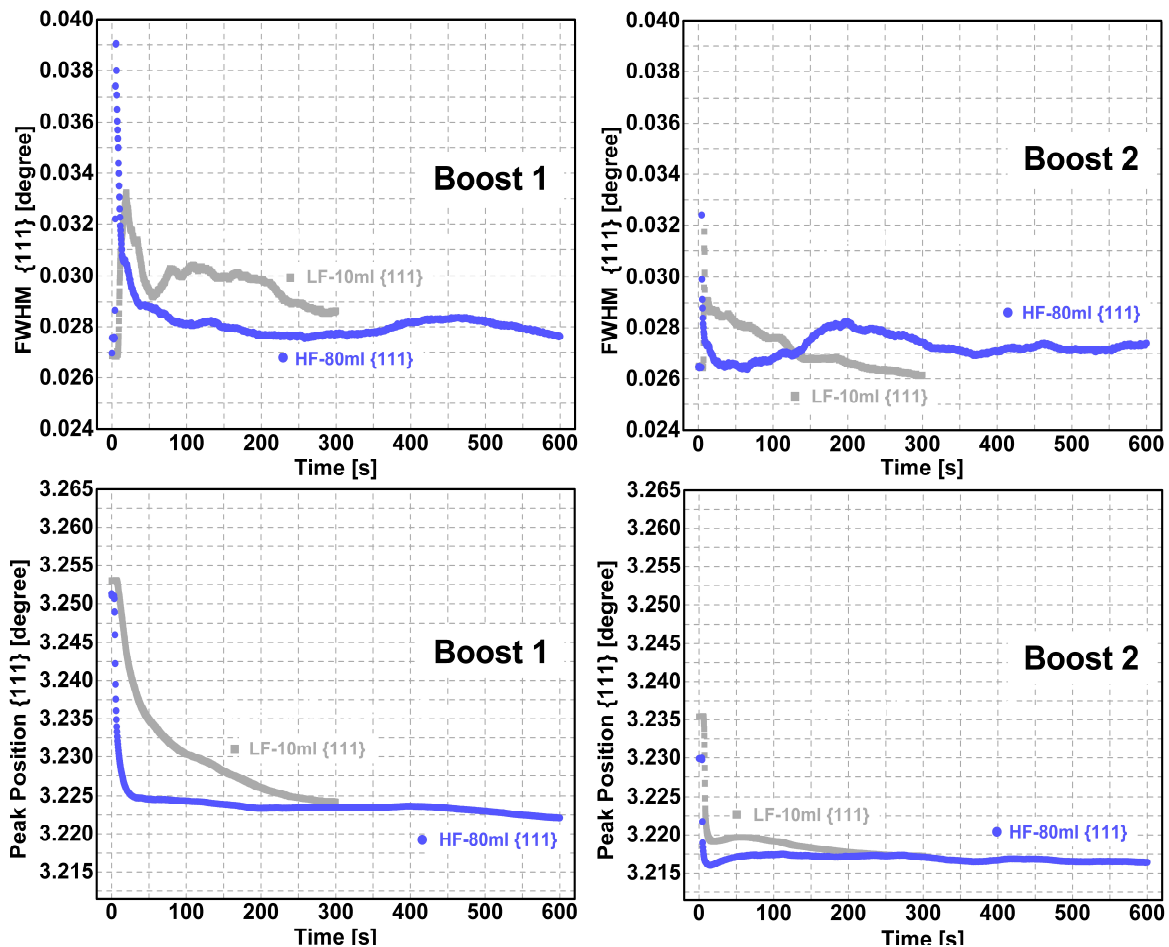 0.040
0.038
0.036
0.034
0.032
0.030
0.028
0.026
0.024
FWHM {111} [degree]
Boost 1
LF-10ml {111}
HF-80ml {111}
0 100 200 300 400 500 600
Time [s]
0.040
0.038
0.036
0.034
0.032
0.030
0.028
0.026
0.024
FWHM {111} [degree]
Boost 2
HF-80ml {111}
LF-10ml {111}
0 100 200 300 400 500 600
Time [s]
3.265
3.260
3.255
3.250
3.245
3.240
3.235
3.230
3.225
3.220
3.215
Peak Position {111} [degree]
Boost 1
LF-10ml {111}
HF-80ml {111}
0 100 200 300 400 500 600
Time [s]
3.265
3.260
3.255
3.250
3.245
3.240
3.235
3.230
3.225
3.220
3.215
Peak Position {111} [degree]
Boost 2
LF-10ml {111}
HF-80ml {111}
0 100 200 300 400 500 600
Time [s]